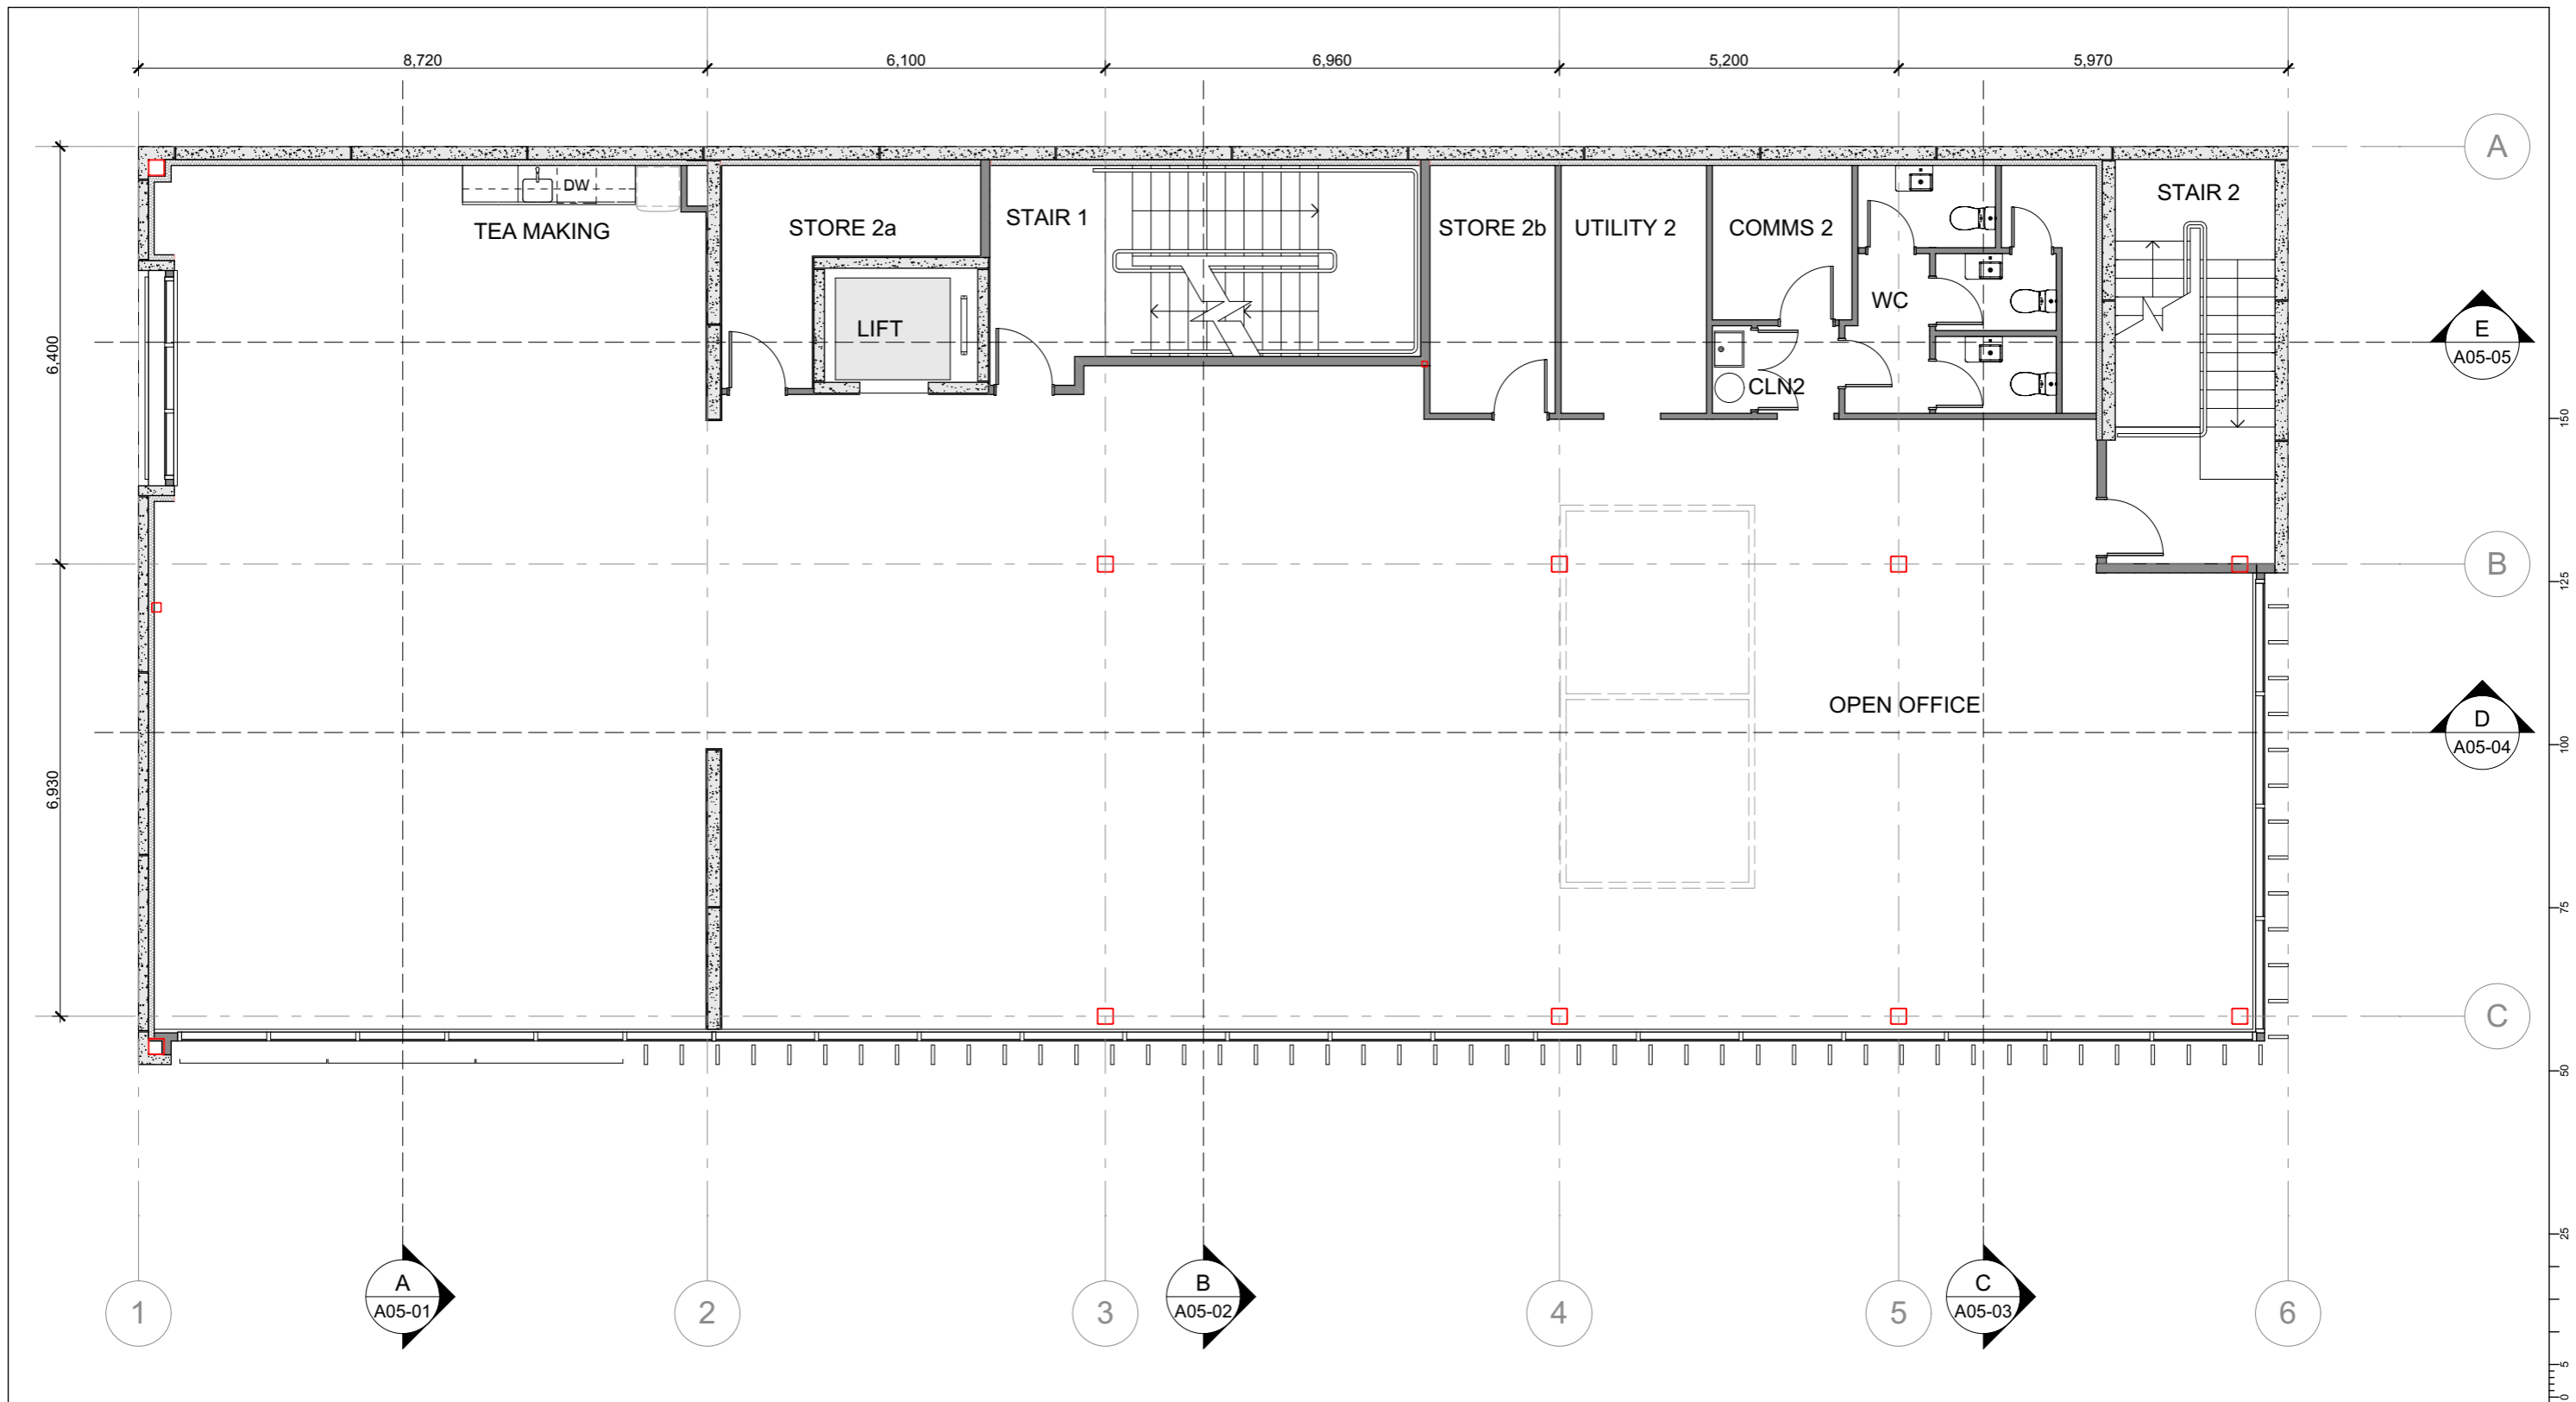 8,720
6,100
6,960
5,200
5,970
A
DW
TEA MAKING
STORE 2a
STAIR 1
STORE 2b
UTILITY 2
COMMS 2
STAIR 2
WC
LIFT
CLN2
6,400
E
A05-05
150
B
125
OPEN OFFICE
D
A05-04
100
6,930
75
C
50
25
A
A05-01
B
A05-02
C
A05-03
1
2
3
4
5
6
5
0